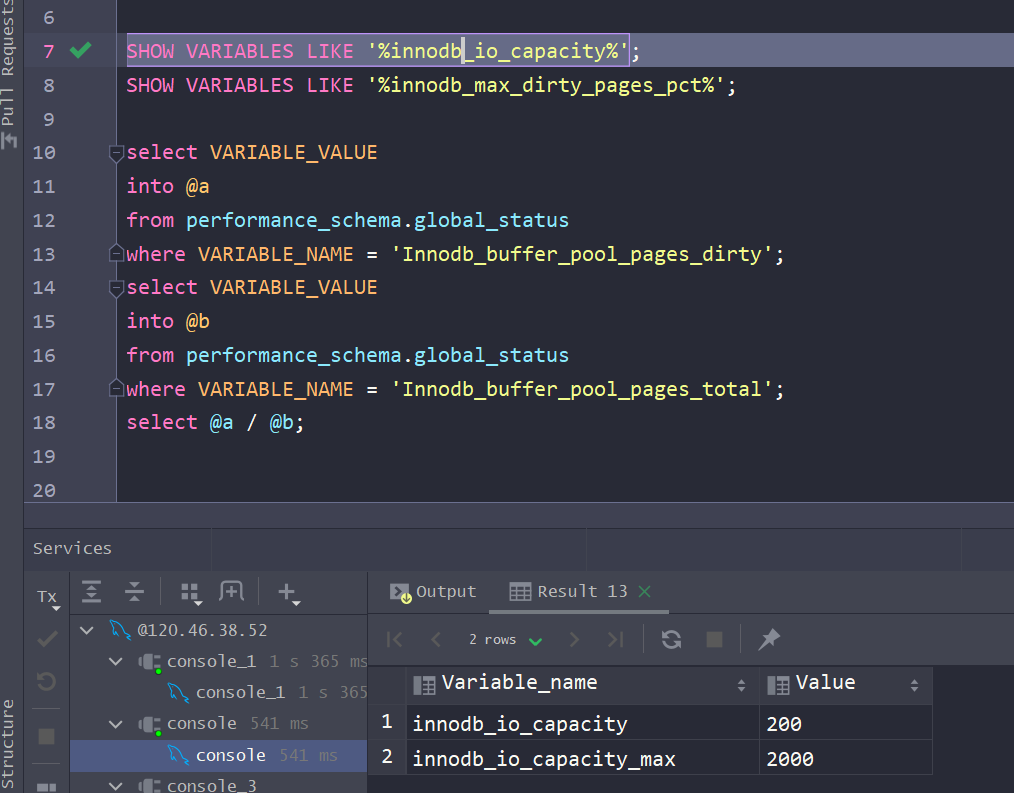 Pull Requests
6
7 SHOW VARIABLES LIKE '%innodb_io_capacity%';
8 SHOW VARIABLES LIKE '%innodb_max_dirty_pages_pct%';
9
10 select VARIABLE_VALUE
11 into @a
12 from performance_schema.global_status
13 where VARIABLE_NAME = 'Innodb_buffer_pool_pages_dirty';
14 select VARIABLE_VALUE
15 into @b
16 from performance_schema.global_status
17 where VARIABLE_NAME = 'Innodb_buffer_pool_pages_total';
18 select @a / @b;
19
20
Structure
Services
Tx
@120.46.38.52
console_1 1 s 365 ms
console_1 1 s 365
console 541 ms
console 541 ms
console_3
Output Result 13
2 rows
Variable_name Value
1 innodb_io_capacity 200
2 innodb_io_capacity_max 2000